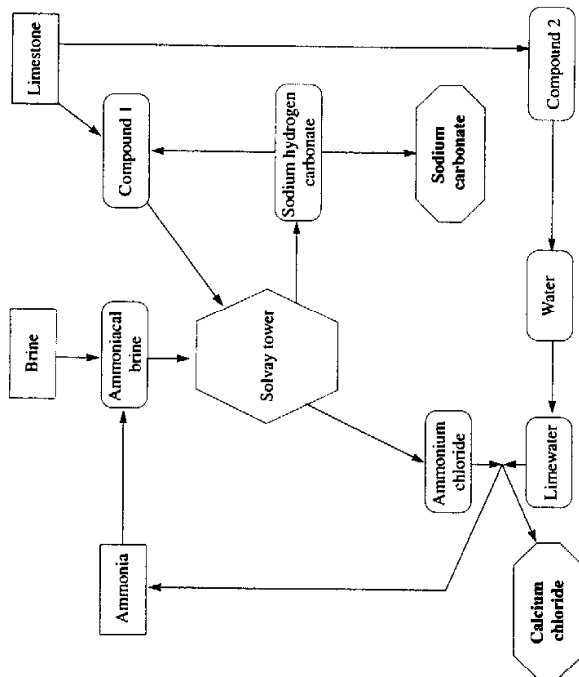 Limestone
Compound 1
Compound 2
Brine
Ammoniacal
brine
Sodium hydrogen
carbonate
Sodium
carbonate
Solvay tower
Water
Ammonia
Ammonium
chloride
Limewater
Calcium
chloride